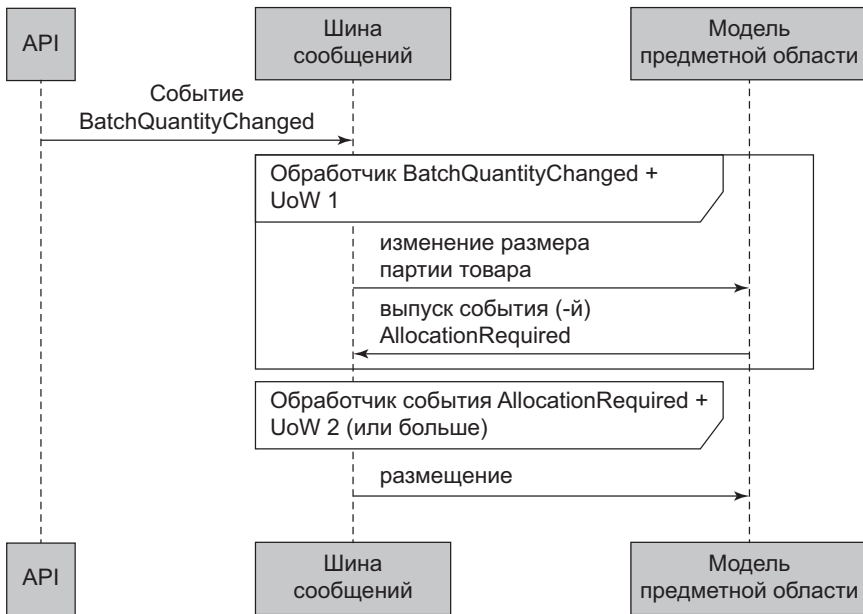 API
Шина
сообщений
Модель
предметной области
Событие
BatchQuantityChanged
Обработчик BatchQuantityChanged +
UoW 1
изменение размера
партии товара
выпуск события (-й)
AllocationRequired
Обработчик события AllocationRequired +
UoW 2 (или больше)
размещение
API
Шина
сообщений
Модель
предметной области